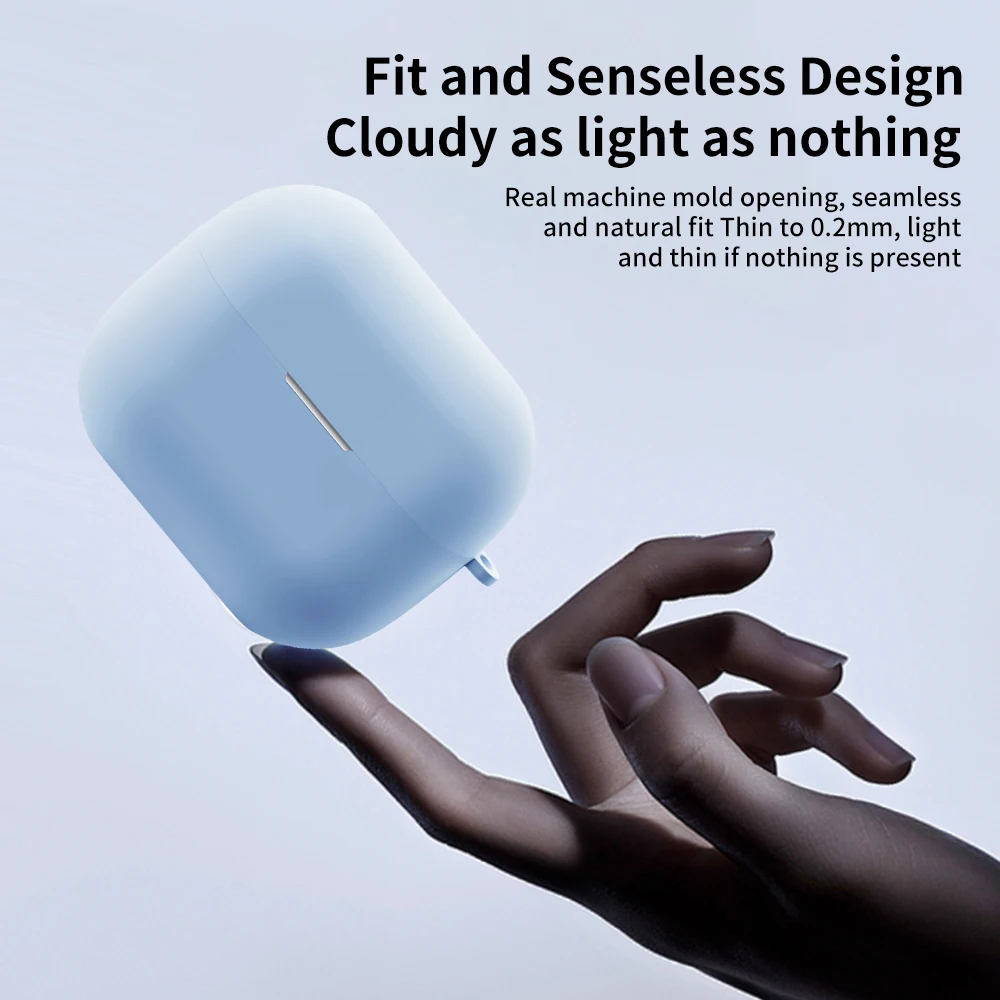 Fit and Senseless Design
Cloudy as light as nothing
Real machine mold opening, seamless
and natural fit Thin to 0.2mm, light
and thin if nothing is present